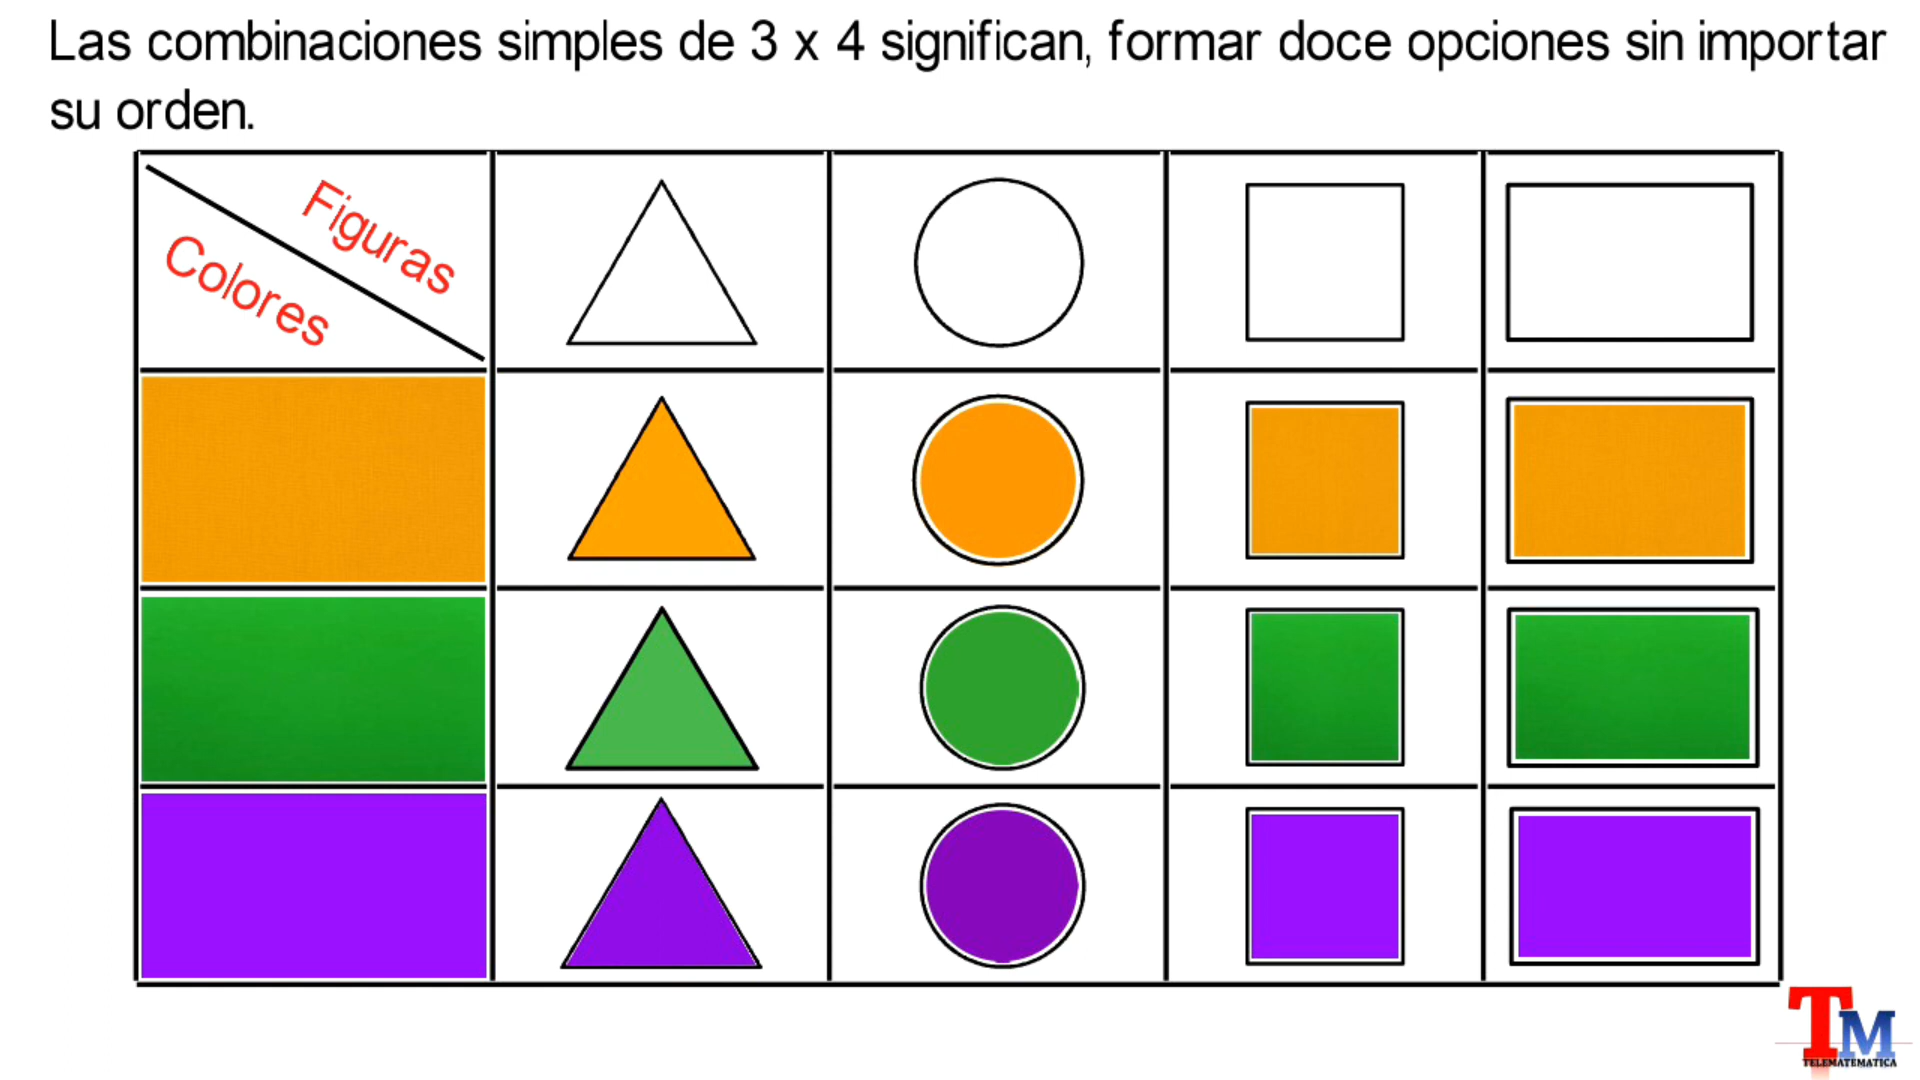 Las combinaciones simples de 3 x 4 significan, formar doce opciones sin importar
su orden.
Figuras
Colores
TM
TELEMATEMATICA